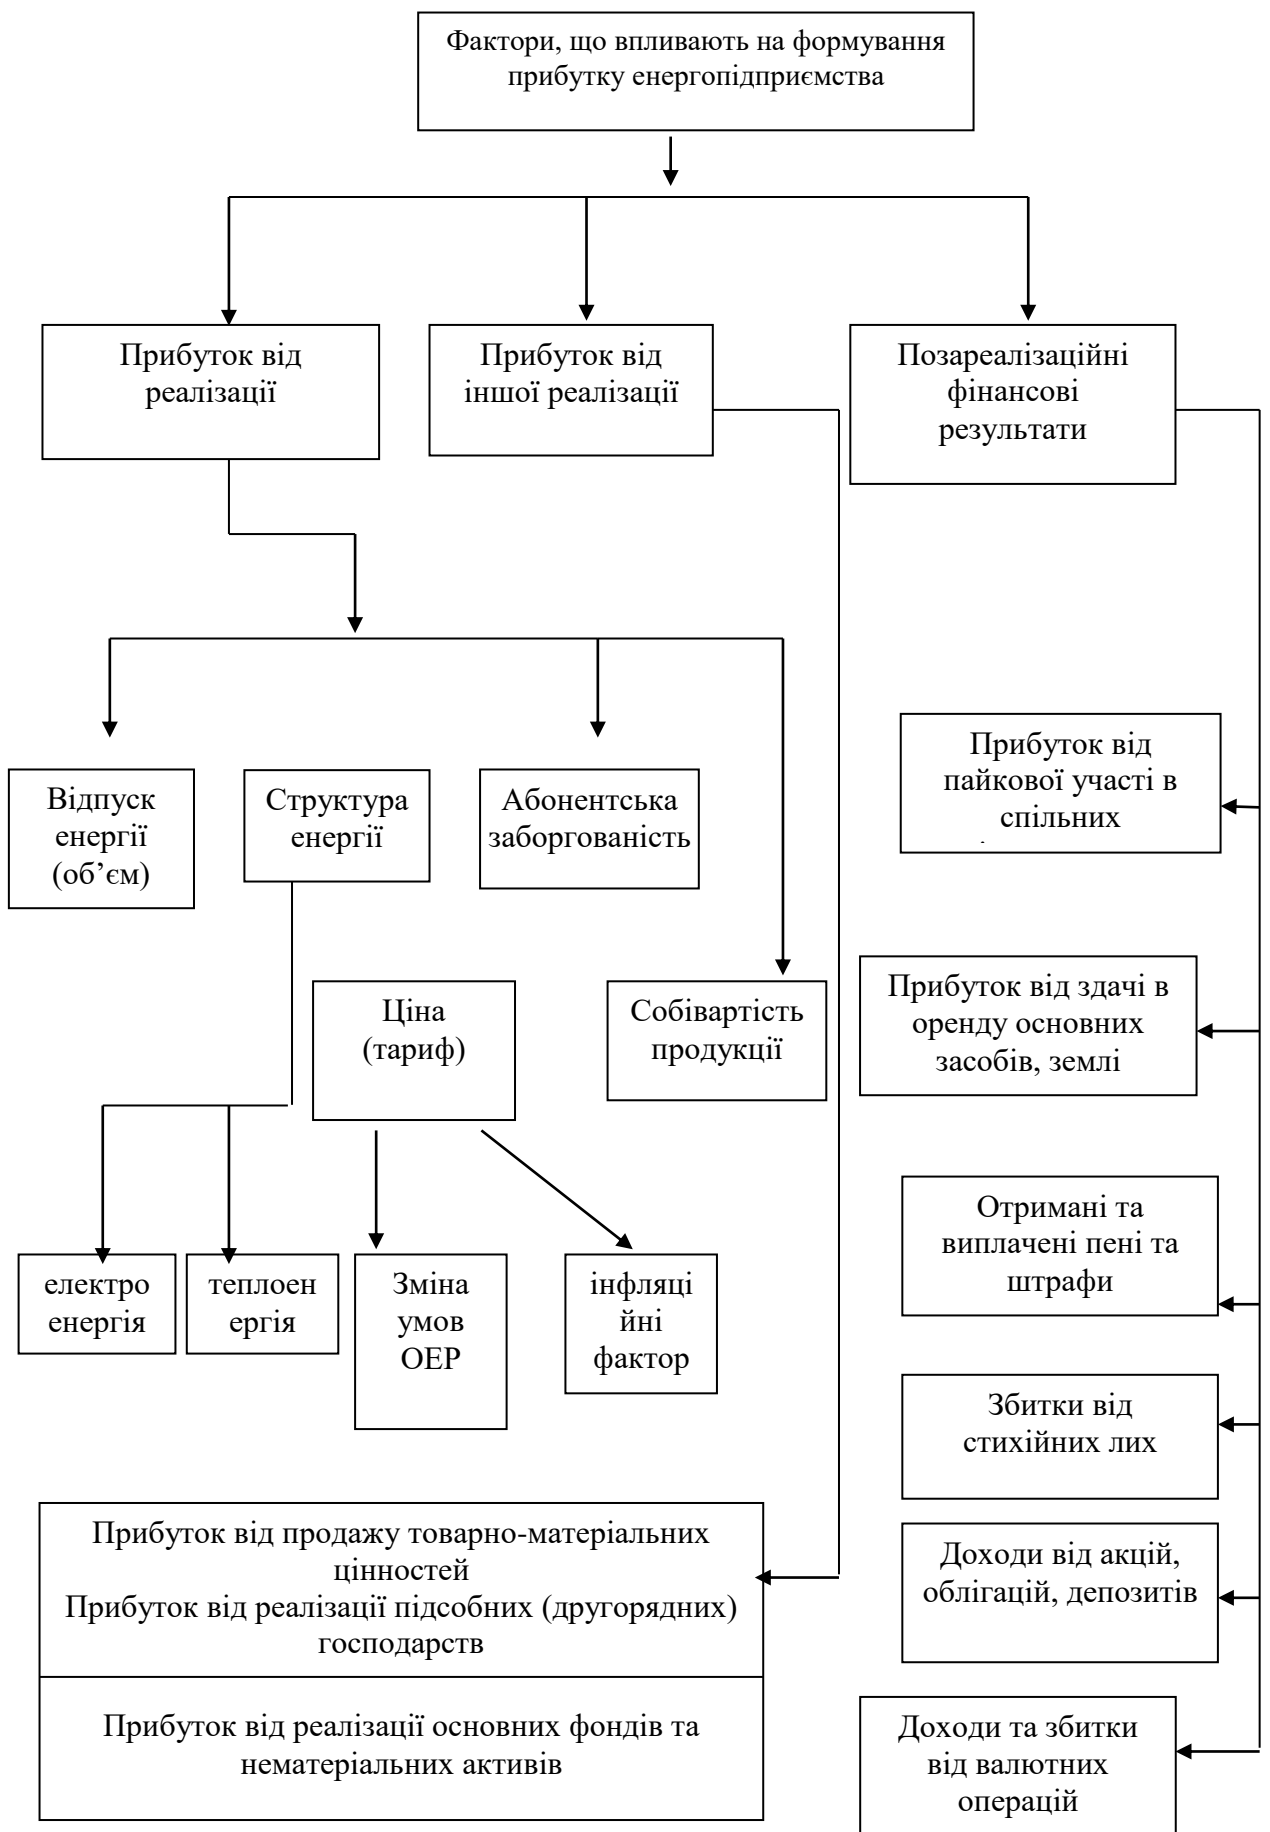 Фактори, що впливають на формування
прибутку енергопідприємства
Прибуток від
реалізації
Прибуток від
іншої реалізації
Позареалізаційні
фінансові
результати
Відпуск
енергії
(об’єм)
Структура
енергії
Абонентська
заборгованість
Прибуток від
пайкової участі в
спільних
Ціна
(тариф)
Собівартість
продукції
Прибуток від здачі в
оренду основних
засобів, землі
електро
енергія
теплоен
ергія
Зміна
умов
ОЕР
інфляці
йні
фактор
Отримані та
виплачені пені та
штрафи
Збитки від
стихійних лих
Прибуток від продажу товарно-матеріальних
цінностей
Прибуток від реалізації підсобних (другорядних)
господарств
Прибуток від реалізації основних фондів та
нематеріальних активів
Доходи від акцій,
облігацій, депозитів
Доходи та збитки
від валютних
операцій